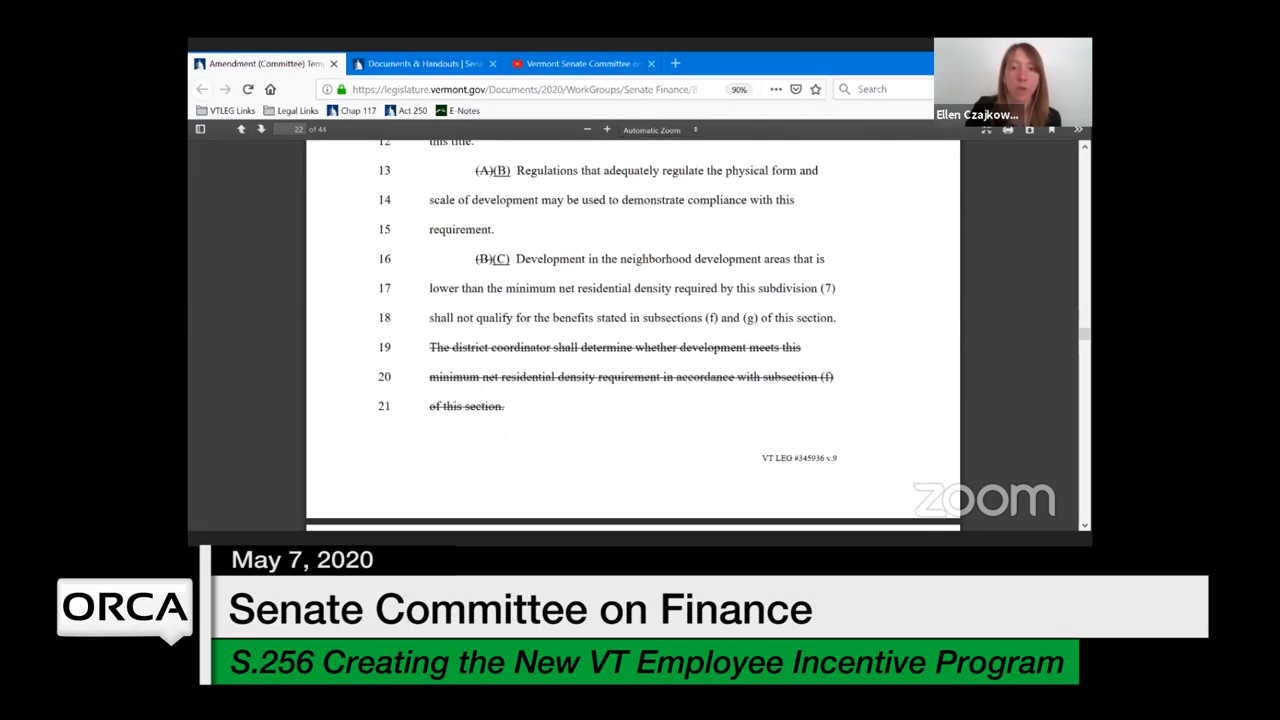 Amendment (Committee) Tem
Documents & Handouts | Sen
Vermont Senate Committee o
https://legislature.vermont.gov/Documents/2020/WorkGroups/Senate Finance/
90%
Search
VTLEG Links
Legal Links
Chap 117
Act 250
E-Notes
Ellen Czajkow...
22 of 44
Automatic Zoom
12 this title.
13 (A)(B) Regulations that adequately regulate the physical form and
14 scale of development may be used to demonstrate compliance with this
15 requirement.
16 (B)(C) Development in the neighborhood development areas that is
17 lower than the minimum net residential density required by this subdivision (7)
18 shall not qualify for the benefits stated in subsections (f) and (g) of this section.
19 The district coordinator shall determine whether development meets this
20 minimum net residential density requirement in accordance with subsection (f)
21 of this section.
VT LEG #345936 v.9
zoom
May 7, 2020
ORCA
Senate Committee on Finance
S.256 Creating the New VT Employee Incentive Program